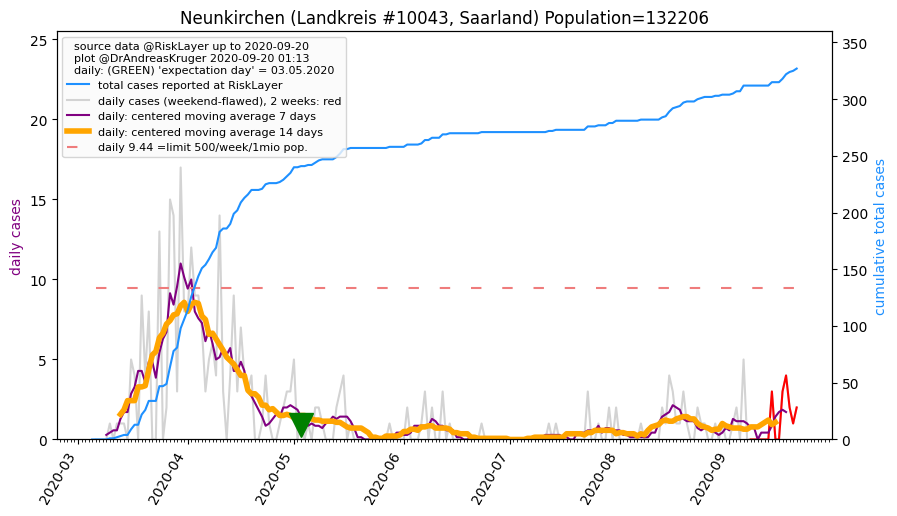 Neunkirchen (Landkreis #10043, Saarland) Population=132206
source data @RiskLayer up to 2020-09-20
plot @DrAndreasKruger 2020-09-20 01:13
daily: (GREEN) 'expectation day' = 03.05.2020
total cases reported at RiskLayer
daily cases (weekend-flawed), 2 weeks: red
daily: centered moving average 7 days
daily: centered moving average 14 days
daily 9.44 =limit 500/week/1mio pop.
daily cases
25
20
15
10
5
0
cumulative total cases
350
300
250
200
150
100
50
0
2020-03
2020-04
2020-05
2020-06
2020-07
2020-08
2020-09